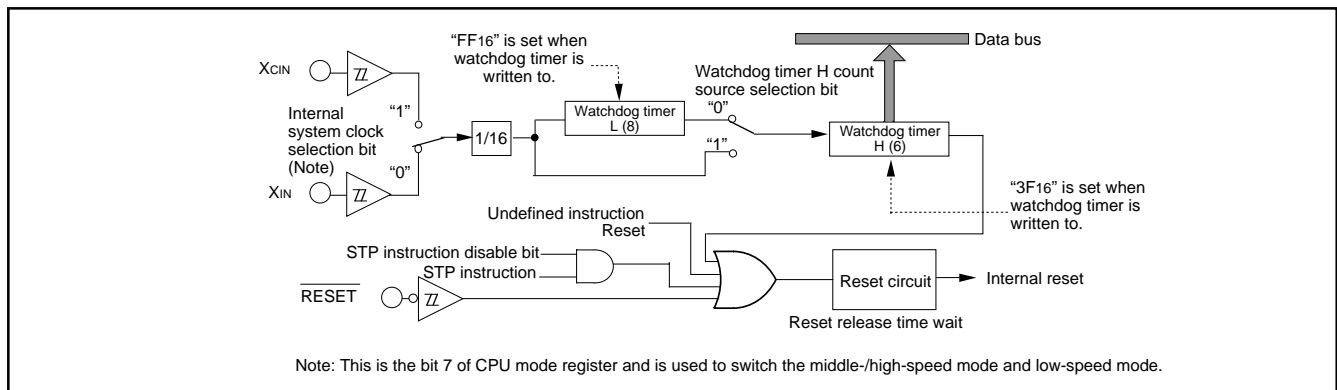 “FF16” is set when
watchdog timer is
written to.
Data bus
XCIN
Watchdog timer H count
source selection bit
“0”
“1”
Internal
system clock
selection bit
(Note)
“0”
1/16
Watchdog timer
L (8)
“1”
Watchdog timer
H (6)
XIN
“3F16” is set when
watchdog timer is
written to.
Undefined instruction
Reset
STP instruction disable bit
STP instruction
RESET
Reset circuit
Internal reset
Reset release time wait
Note: This is the bit 7 of CPU mode register and is used to switch the middle-/high-speed mode and low-speed mode.